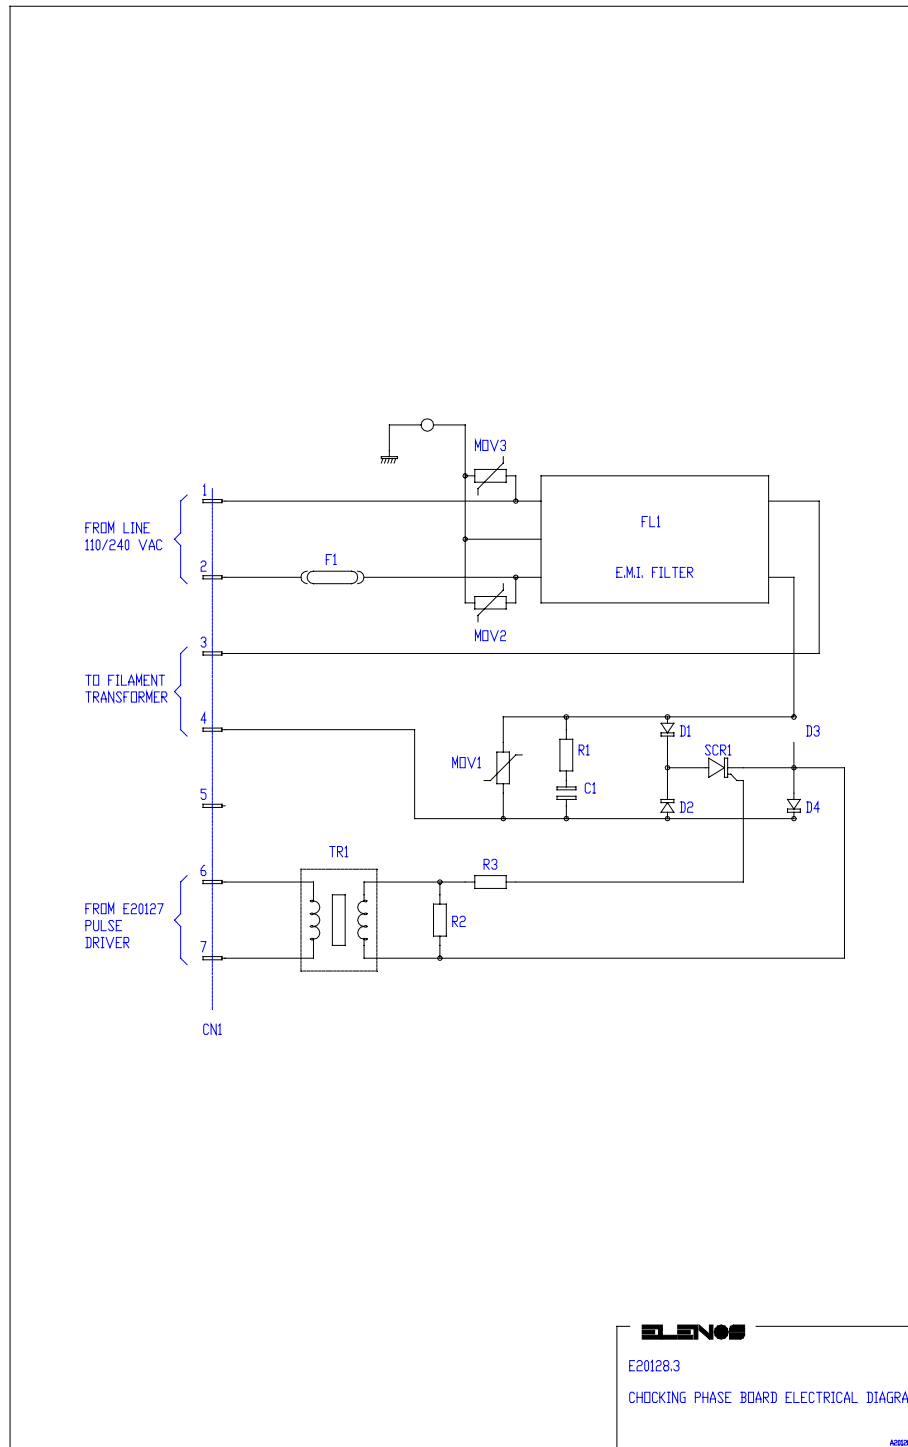 MOV3
1
FROM LINE
110/240 VAC
FL1
F1
2
E.M.I. FILTER
MOV2
3
TO FILAMENT
TRANSFORMER
4
D1
D3
SCR1
R1
MOV1
C1
5
D2
D4
TR1
6
R3
FROM E20127
PULSE
DRIVER
R2
7
CN1
ELENOS
E20128.3
CHOCKING PHASE BOARD ELECTRICAL DIAGRA